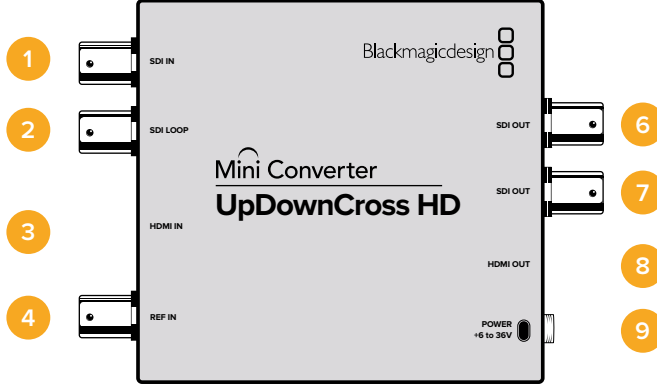 1
SDI IN
Blackmagicdesign
2
SDI LOOP
SDI OUT
6
Mini Converter
UpDownCross HD
SDI OUT
7
3
HDMI IN
HDMI OUT
8
4
REF IN
POWER
+6 to 36V
9